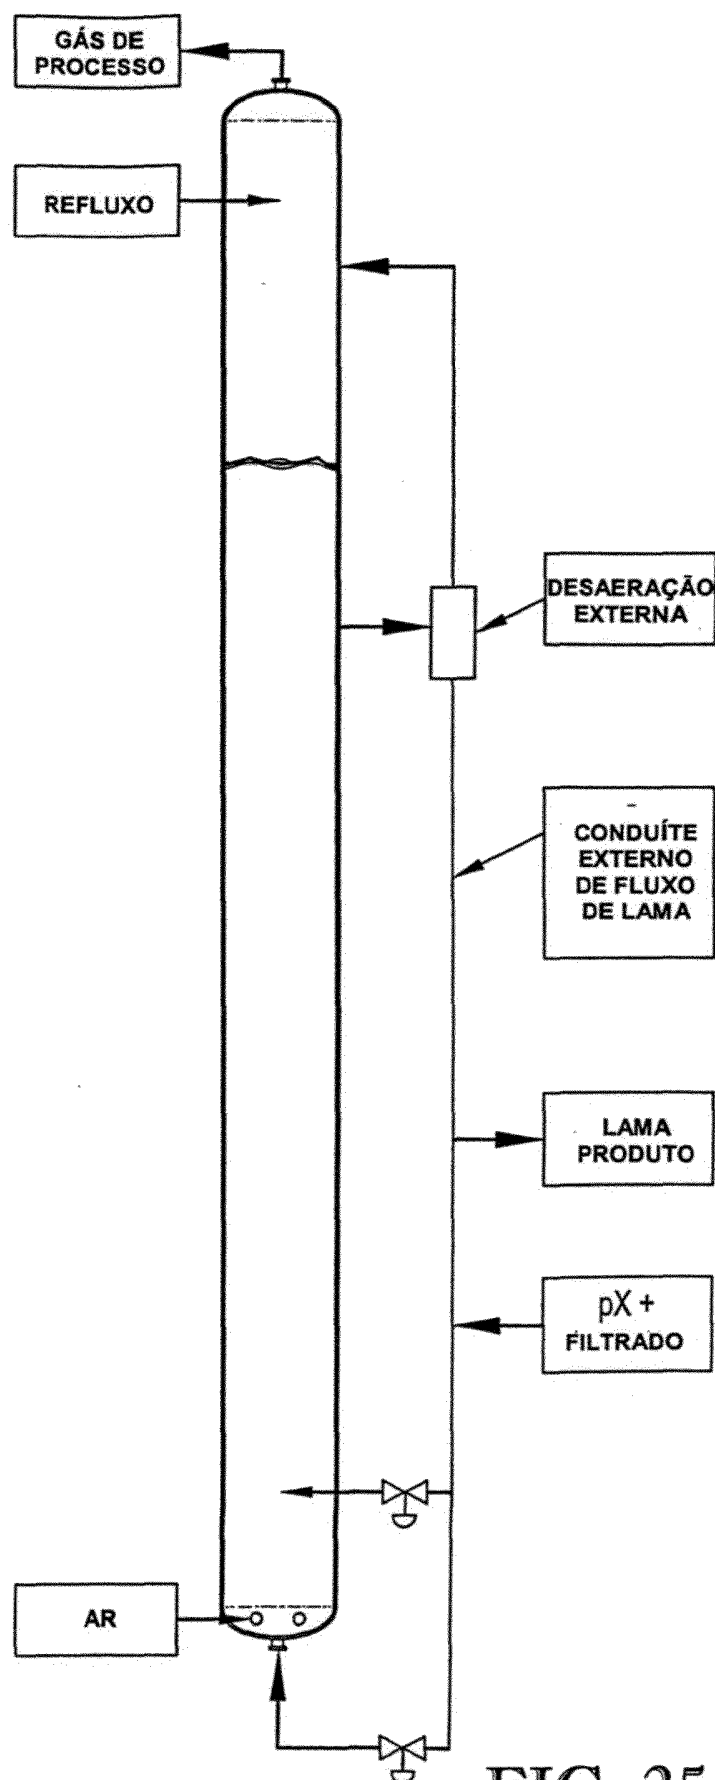 GÁS DE
PROCESSO
REFLUXO
DESAERAÇÃO
EXTERNA
CONDUÍTE
EXTERNO
DE FLUXO
DE LAMA
LAMA
PRODUTO
pX +
FILTRADO
AR
FIG. 25